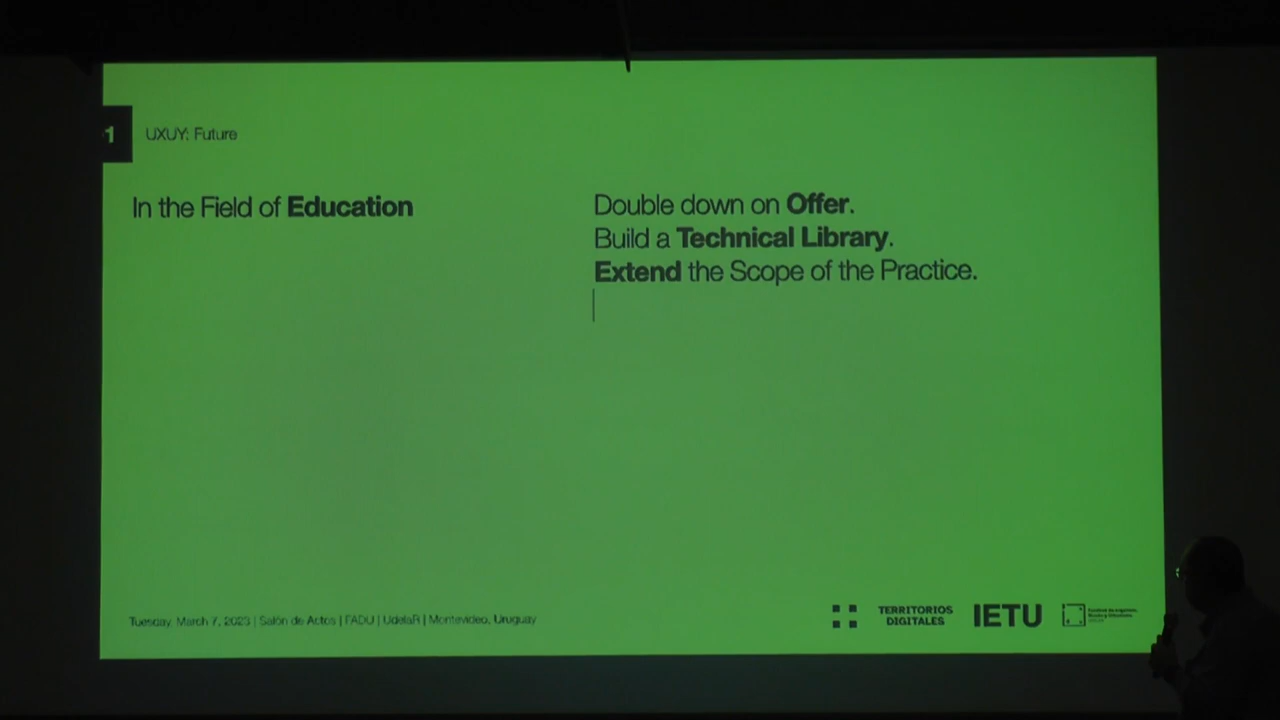 1
UXUY: Future
In the Field of Education
Double down on Offer.
Build a Technical Library.
Extend the Scope of the Practice.
Tuesday, March 7, 2023 | Salón de Actos | FADU | UdelaR | Montevideo, Uruguay
TERRITORIOS
DIGITALES
IETU